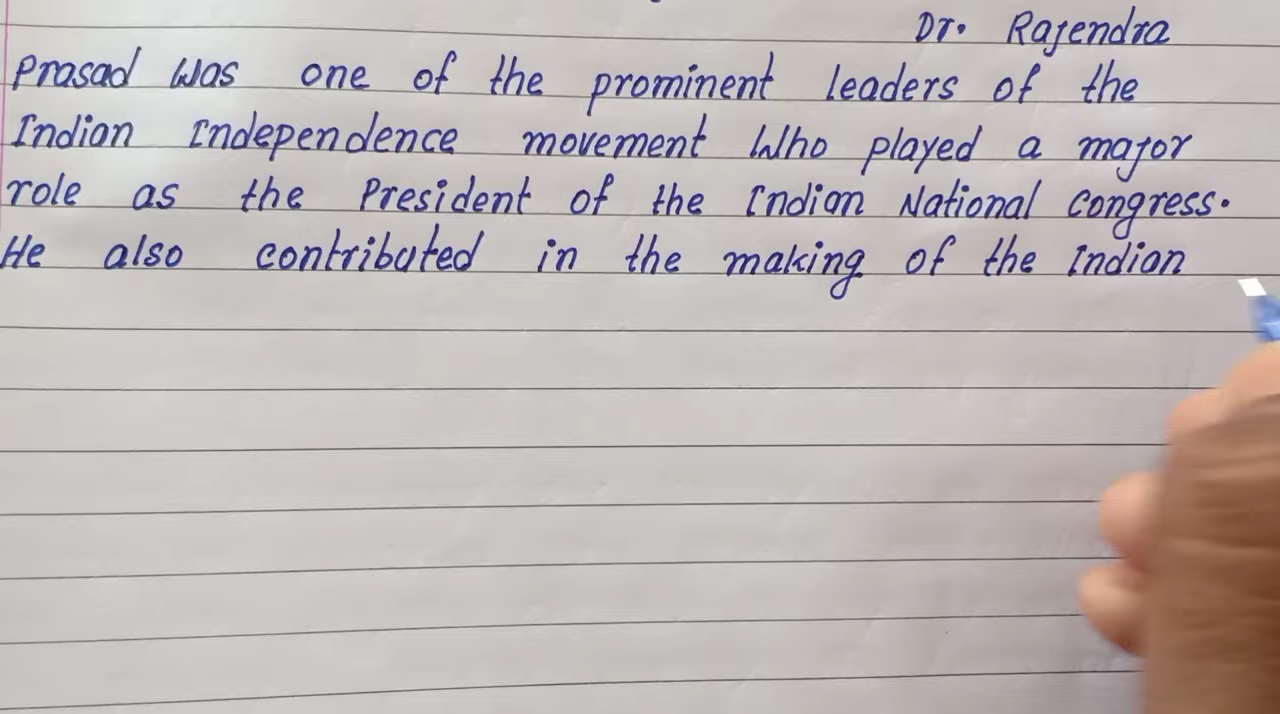 Dr. Rajendra
Prasad was one of the prominent leaders of the
Indian Independence movement Who played a major
role as the President of the Indian National Congress.
He also contributed in the making of the Indian